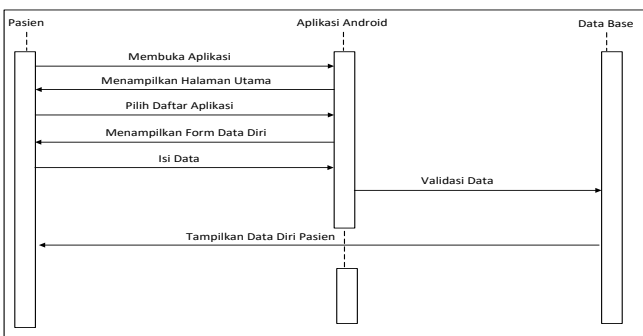 Pasien
Aplikasi Android
Data Base
Membuka Aplikasi
Menampilkan Halaman Utama
Pilih Daftar Aplikasi
Menampilkan Form Data Diri
Isi Data
Validasi Data
Tampilkan Data Diri Pasien